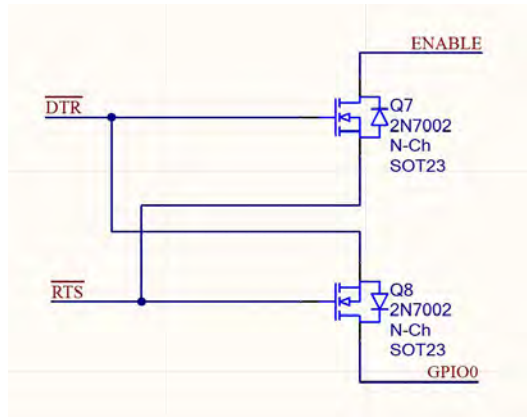 ENABLE
DTR
Q7
2N7002
N-Ch
SOT23
RTS
Q8
2N7002
N-Ch
SOT23
GPIO0